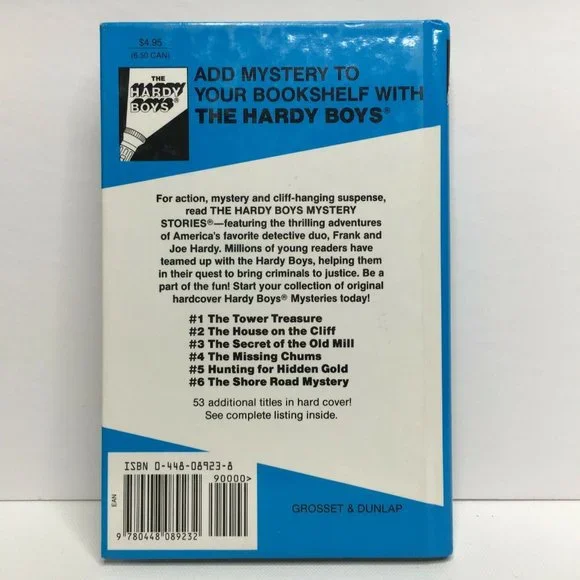 $4.95
(6.50 CAN)
THE
HARDY
BOYS®
ADD MYSTERY TO
YOUR BOOKSHELF WITH
THE HARDY BOYS®
For action, mystery and cliff-hanging suspense,
read THE HARDY BOYS MYSTERY
STORIES®—featuring the thrilling adventures
of America's favorite detective duo, Frank and
Joe Hardy. Millions of young readers have
teamed up with the Hardy Boys, helping them
in their quest to bring criminals to justice. Be a
part of the fun! Start your collection of original
hardcover Hardy Boys® Mysteries today!
#1 The Tower Treasure
#2 The House on the Cliff
#3 The Secret of the Old Mill
#4 The Missing Chums
#5 Hunting for Hidden Gold
#6 The Shore Road Mystery
53 additional titles in hard cover!
See complete listing inside.
ISBN 0-448-08923-8
90000>
EAN
9 780448 089232
GROSSET & DUNLAP